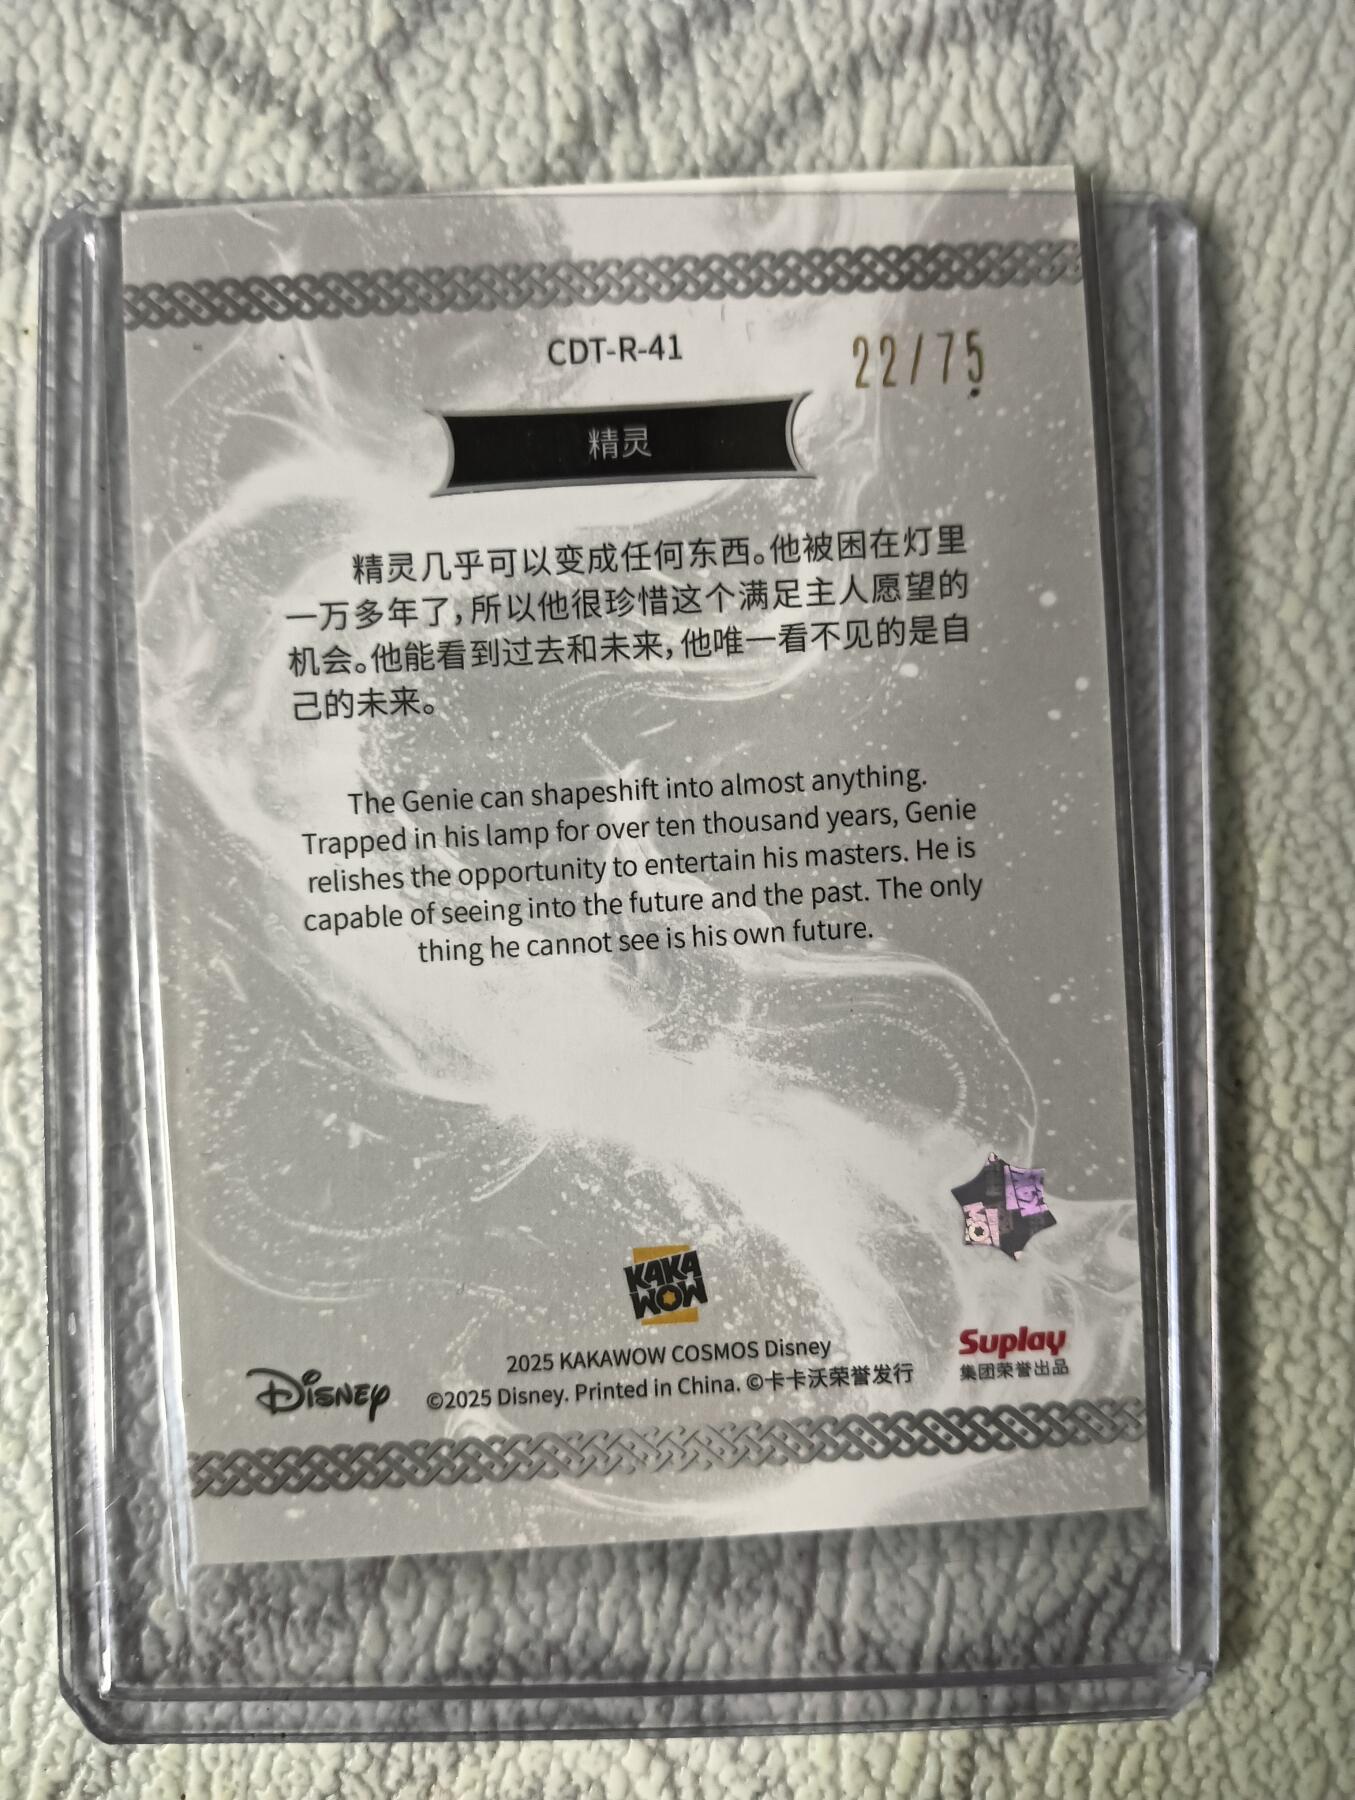 CDT-R-41
22/75
精灵
精灵几乎可以变成任何东西。他被困在灯里
一万多年了,所以他很珍惜这个满足主人愿望的
机会。他能看到过去和未来,他唯一看不见的是自
己的未来。
The Genie can shapeshift into almost anything.
Trapped in his lamp for over ten thousand years, Genie
relishes the opportunity to entertain his masters. He is
capable of seeing into the future and the past. The only
thing he cannot see is his own future.
KAKA
WOW
2025 KAKAWOW COSMOS Disney
©2025 Disney. Printed in China. ©卡卡沃荣誉发行
Disney
Suplay
集团荣誉出品